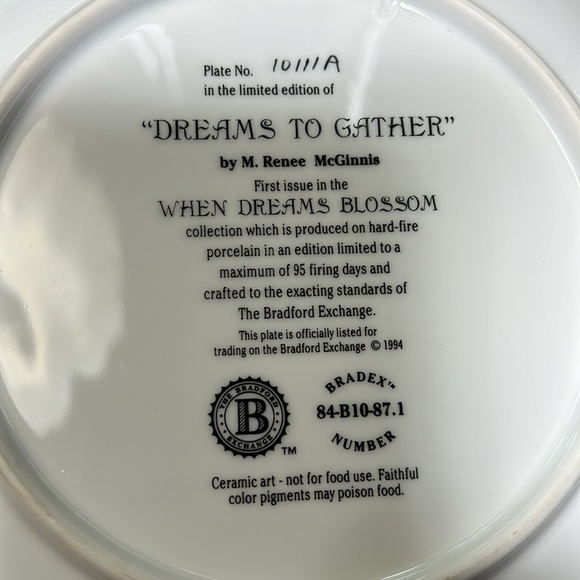 Plate No. 10111A
in the limited edition of
“DREAMS TO GATHER”
by M. Renee McGinnis
First issue in the
WHEN DREAMS BLOSSOM
collection which is produced on hard-fire
porcelain in an edition limited to a
maximum of 95 firing days and
crafted to the exacting standards of
The Bradford Exchange.
This plate is officially listed for
trading on the Bradford Exchange © 1994
THE BRADFORD
B
EXCHANGE
TM
BRADEX™
84-B10-87.1
NUMBER
Ceramic art - not for food use. Faithful
color pigments may poison food.